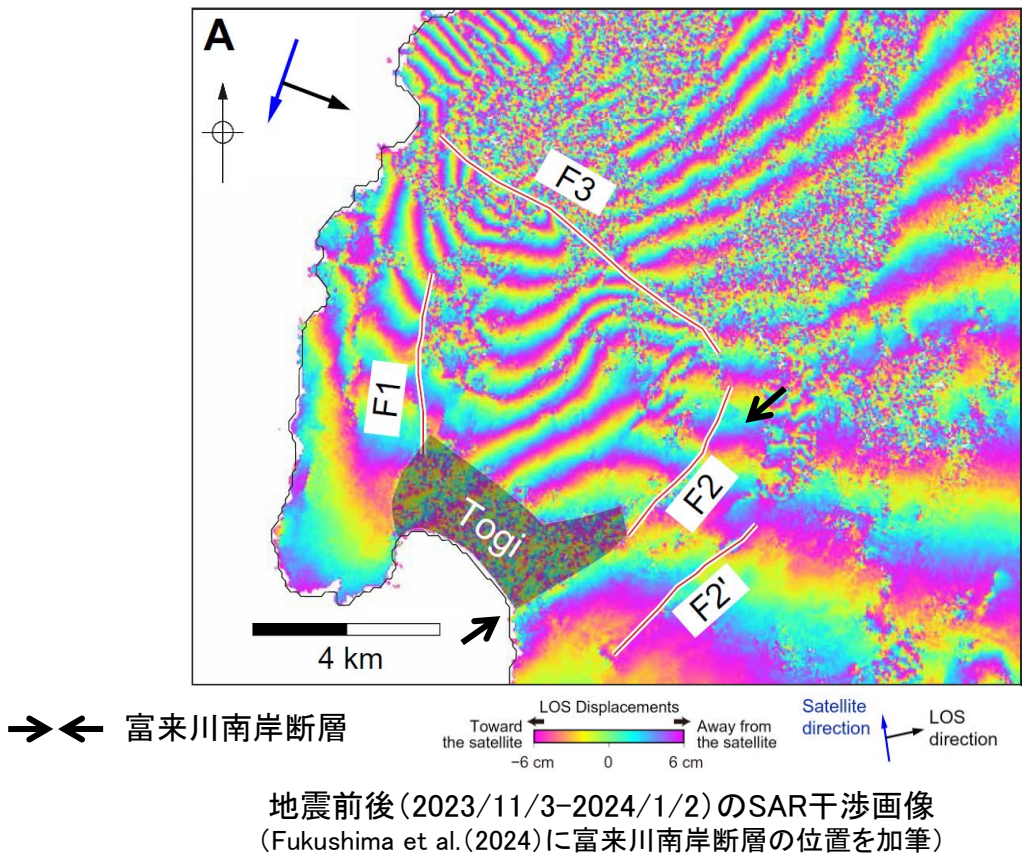 A
F3
F1
F2
Togi
F2'
4 km
富来川南岸断層
LOS Displacements
Toward the satellite
Away from the satellite
−6 cm 0 6 cm
Satellite direction
LOS direction
地震前後(2023/11/3-2024/1/2)のSAR干渉画像
(Fukushima et al.(2024)に富来川南岸断層の位置を加筆)